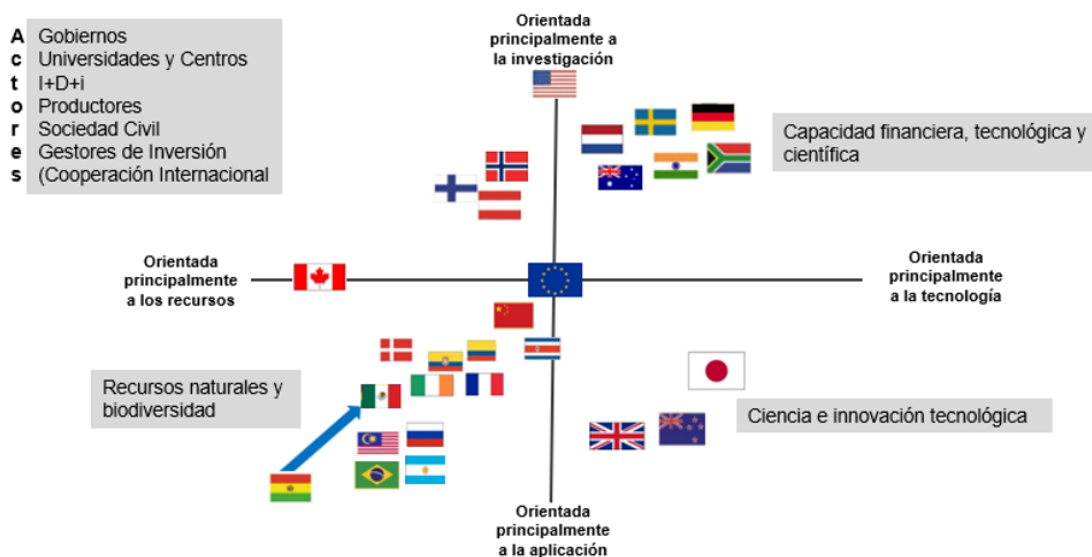 Orientada
principalmente a
la investigación
A Gobiernos
c Universidades y Centros
t I+D+i
o Productores
r Sociedad Civil
e Gestores de Inversión
s (Cooperación Internacional
Capacidad financiera, tecnológica y
científica
Orientada
principalmente
a los recursos
Orientada
principalmente
a la tecnología
Recursos naturales y
biodiversidad
Ciencia e innovación tecnológica
Orientada
principalmente
a la aplicación